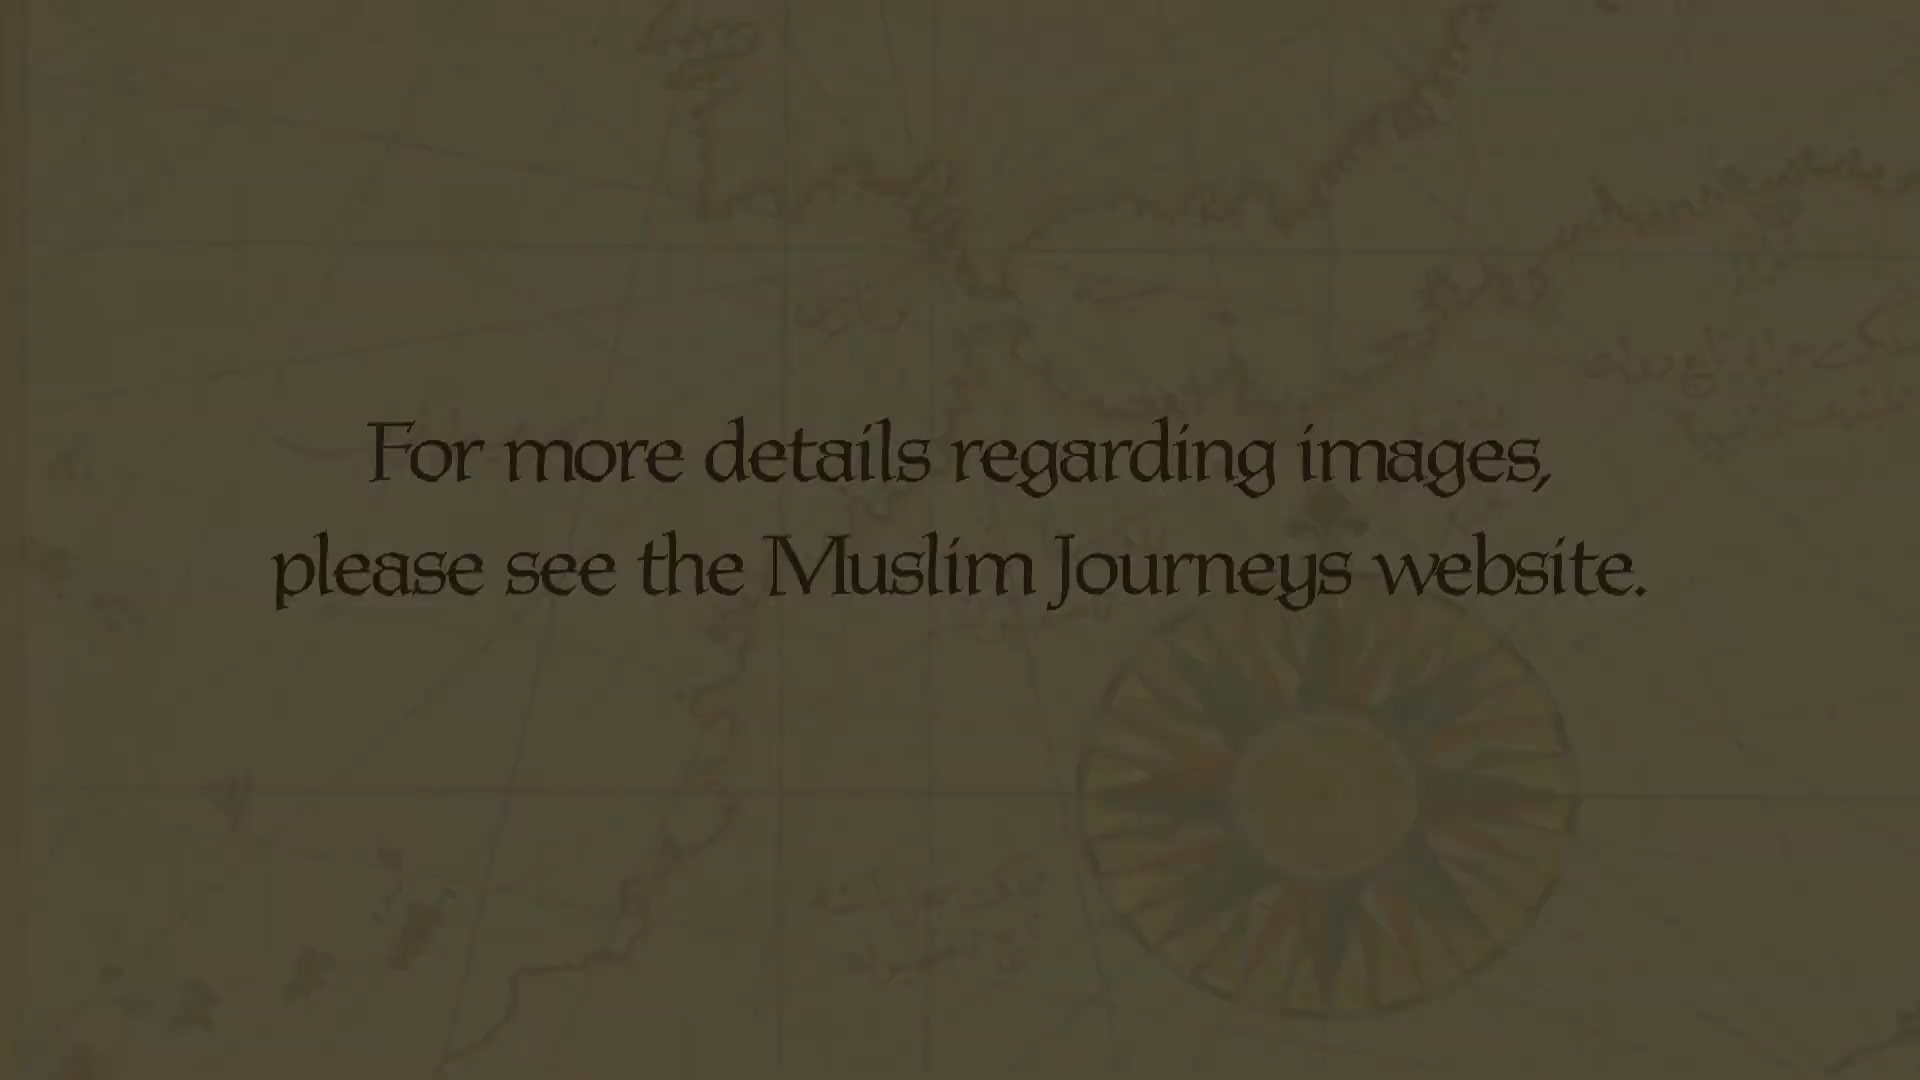 For more details regarding images,
please see the Muslim Journeys website.